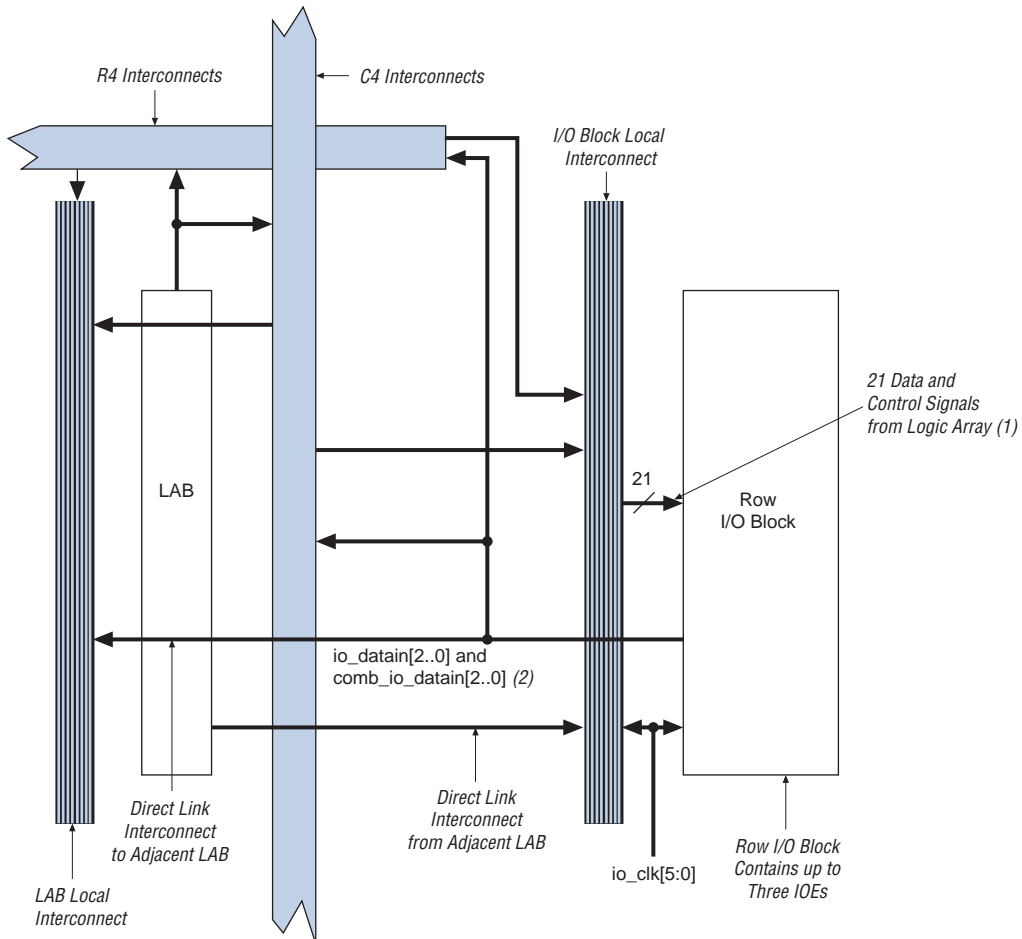 R4 Interconnects
C4 Interconnects
I/O Block Local
Interconnect
21 Data and
Control Signals
from Logic Array (1)
21
LAB
Row
I/O Block
io_datain[2..0] and
comb_io_datain[2..0] (2)
Direct Link
Interconnect
to Adjacent LAB
Direct Link
Interconnect
from Adjacent LAB
Row I/O Block
Contains up to
Three IOEs
io_clk[5:0]
LAB Local
Interconnect